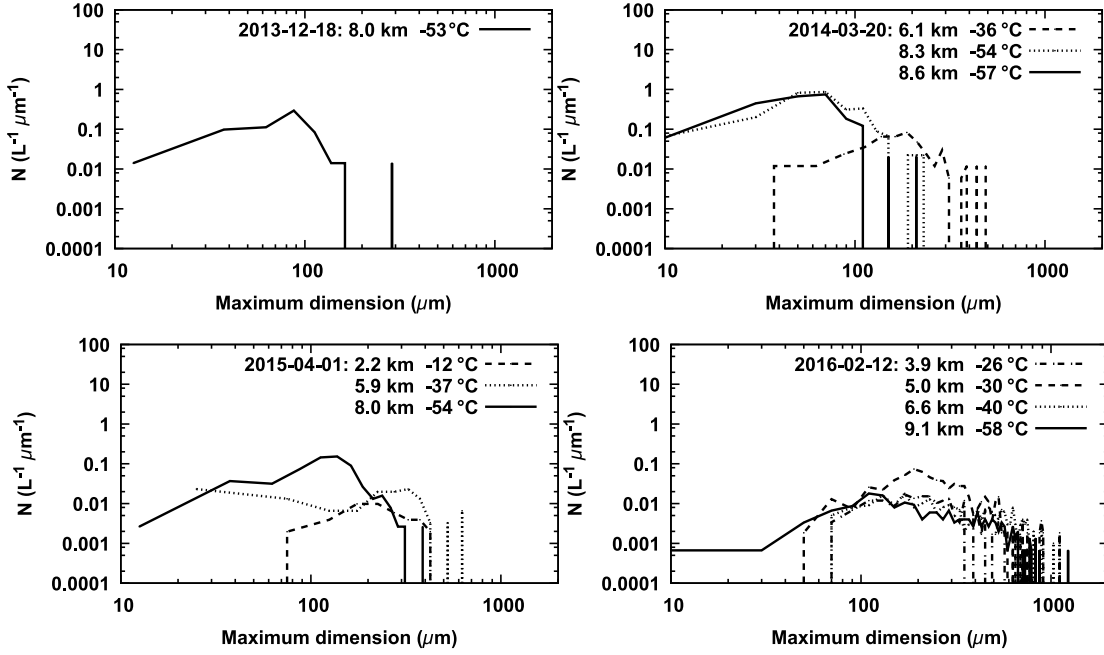 2013-12-18: 8.0 km -53 °C
100
10
1
0.1
0.01
0.001
0.0001
N (L⁻¹ µm⁻¹)
10 100 1000
Maximum dimension (µm)
2014-03-20: 6.1 km -36 °C
8.3 km -54 °C
8.6 km -57 °C
100
10
1
0.1
0.01
0.001
0.0001
N (L⁻¹ µm⁻¹)
10 100 1000
Maximum dimension (µm)
2015-04-01: 2.2 km -12 °C
5.9 km -37 °C
8.0 km -54 °C
100
10
1
0.1
0.01
0.001
0.0001
N (L⁻¹ µm⁻¹)
10 100 1000
Maximum dimension (µm)
2016-02-12: 3.9 km -26 °C
5.0 km -30 °C
6.6 km -40 °C
9.1 km -58 °C
100
10
1
0.1
0.01
0.001
0.0001
N (L⁻¹ µm⁻¹)
10 100 1000
Maximum dimension (µm)